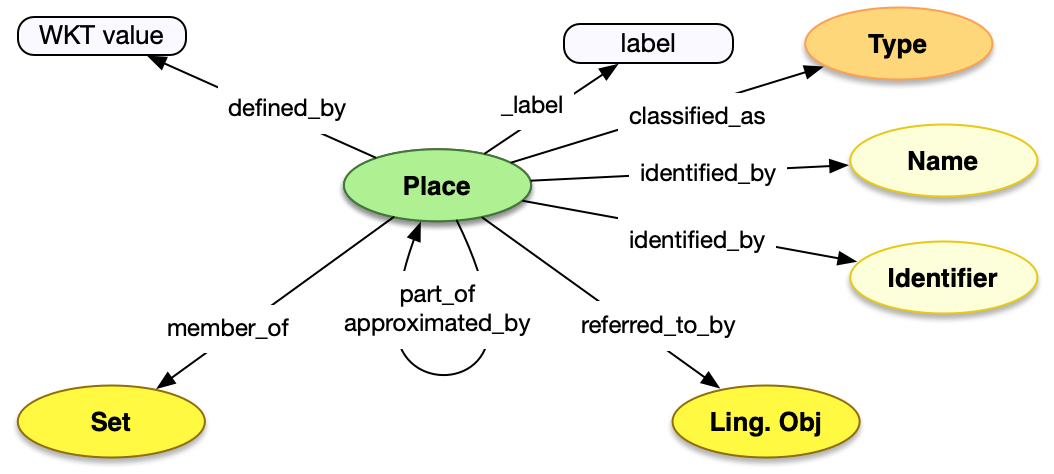 WKT value
label
Type
defined_by
_label
classified_as
Place
identified_by
Name
identified_by
Identifier
part_of
approximated_by
member_of
referred_to_by
Set
Ling. Obj